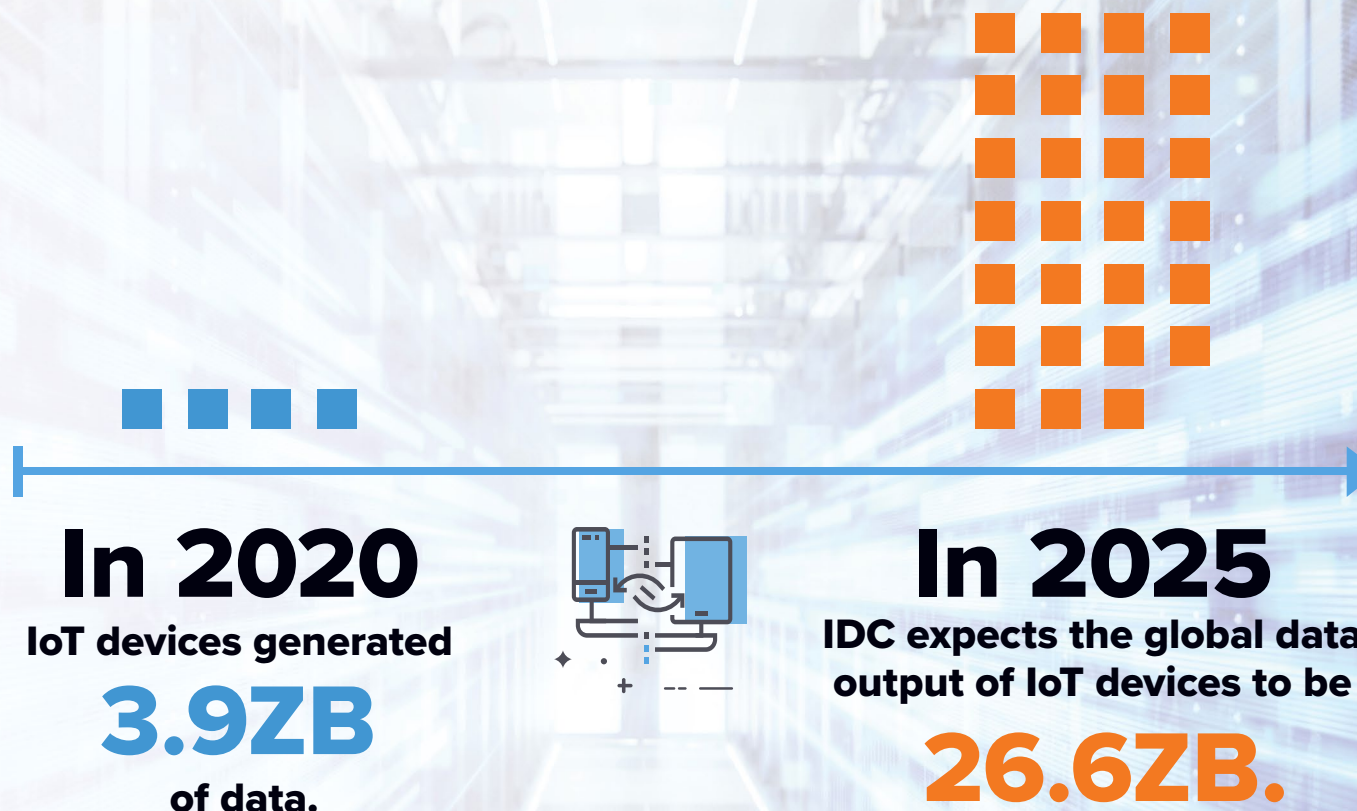 In 2020
IoT devices generated
3.9ZB
of data.
In 2025
IDC expects the global data
output of IoT devices to be
26.6ZB.